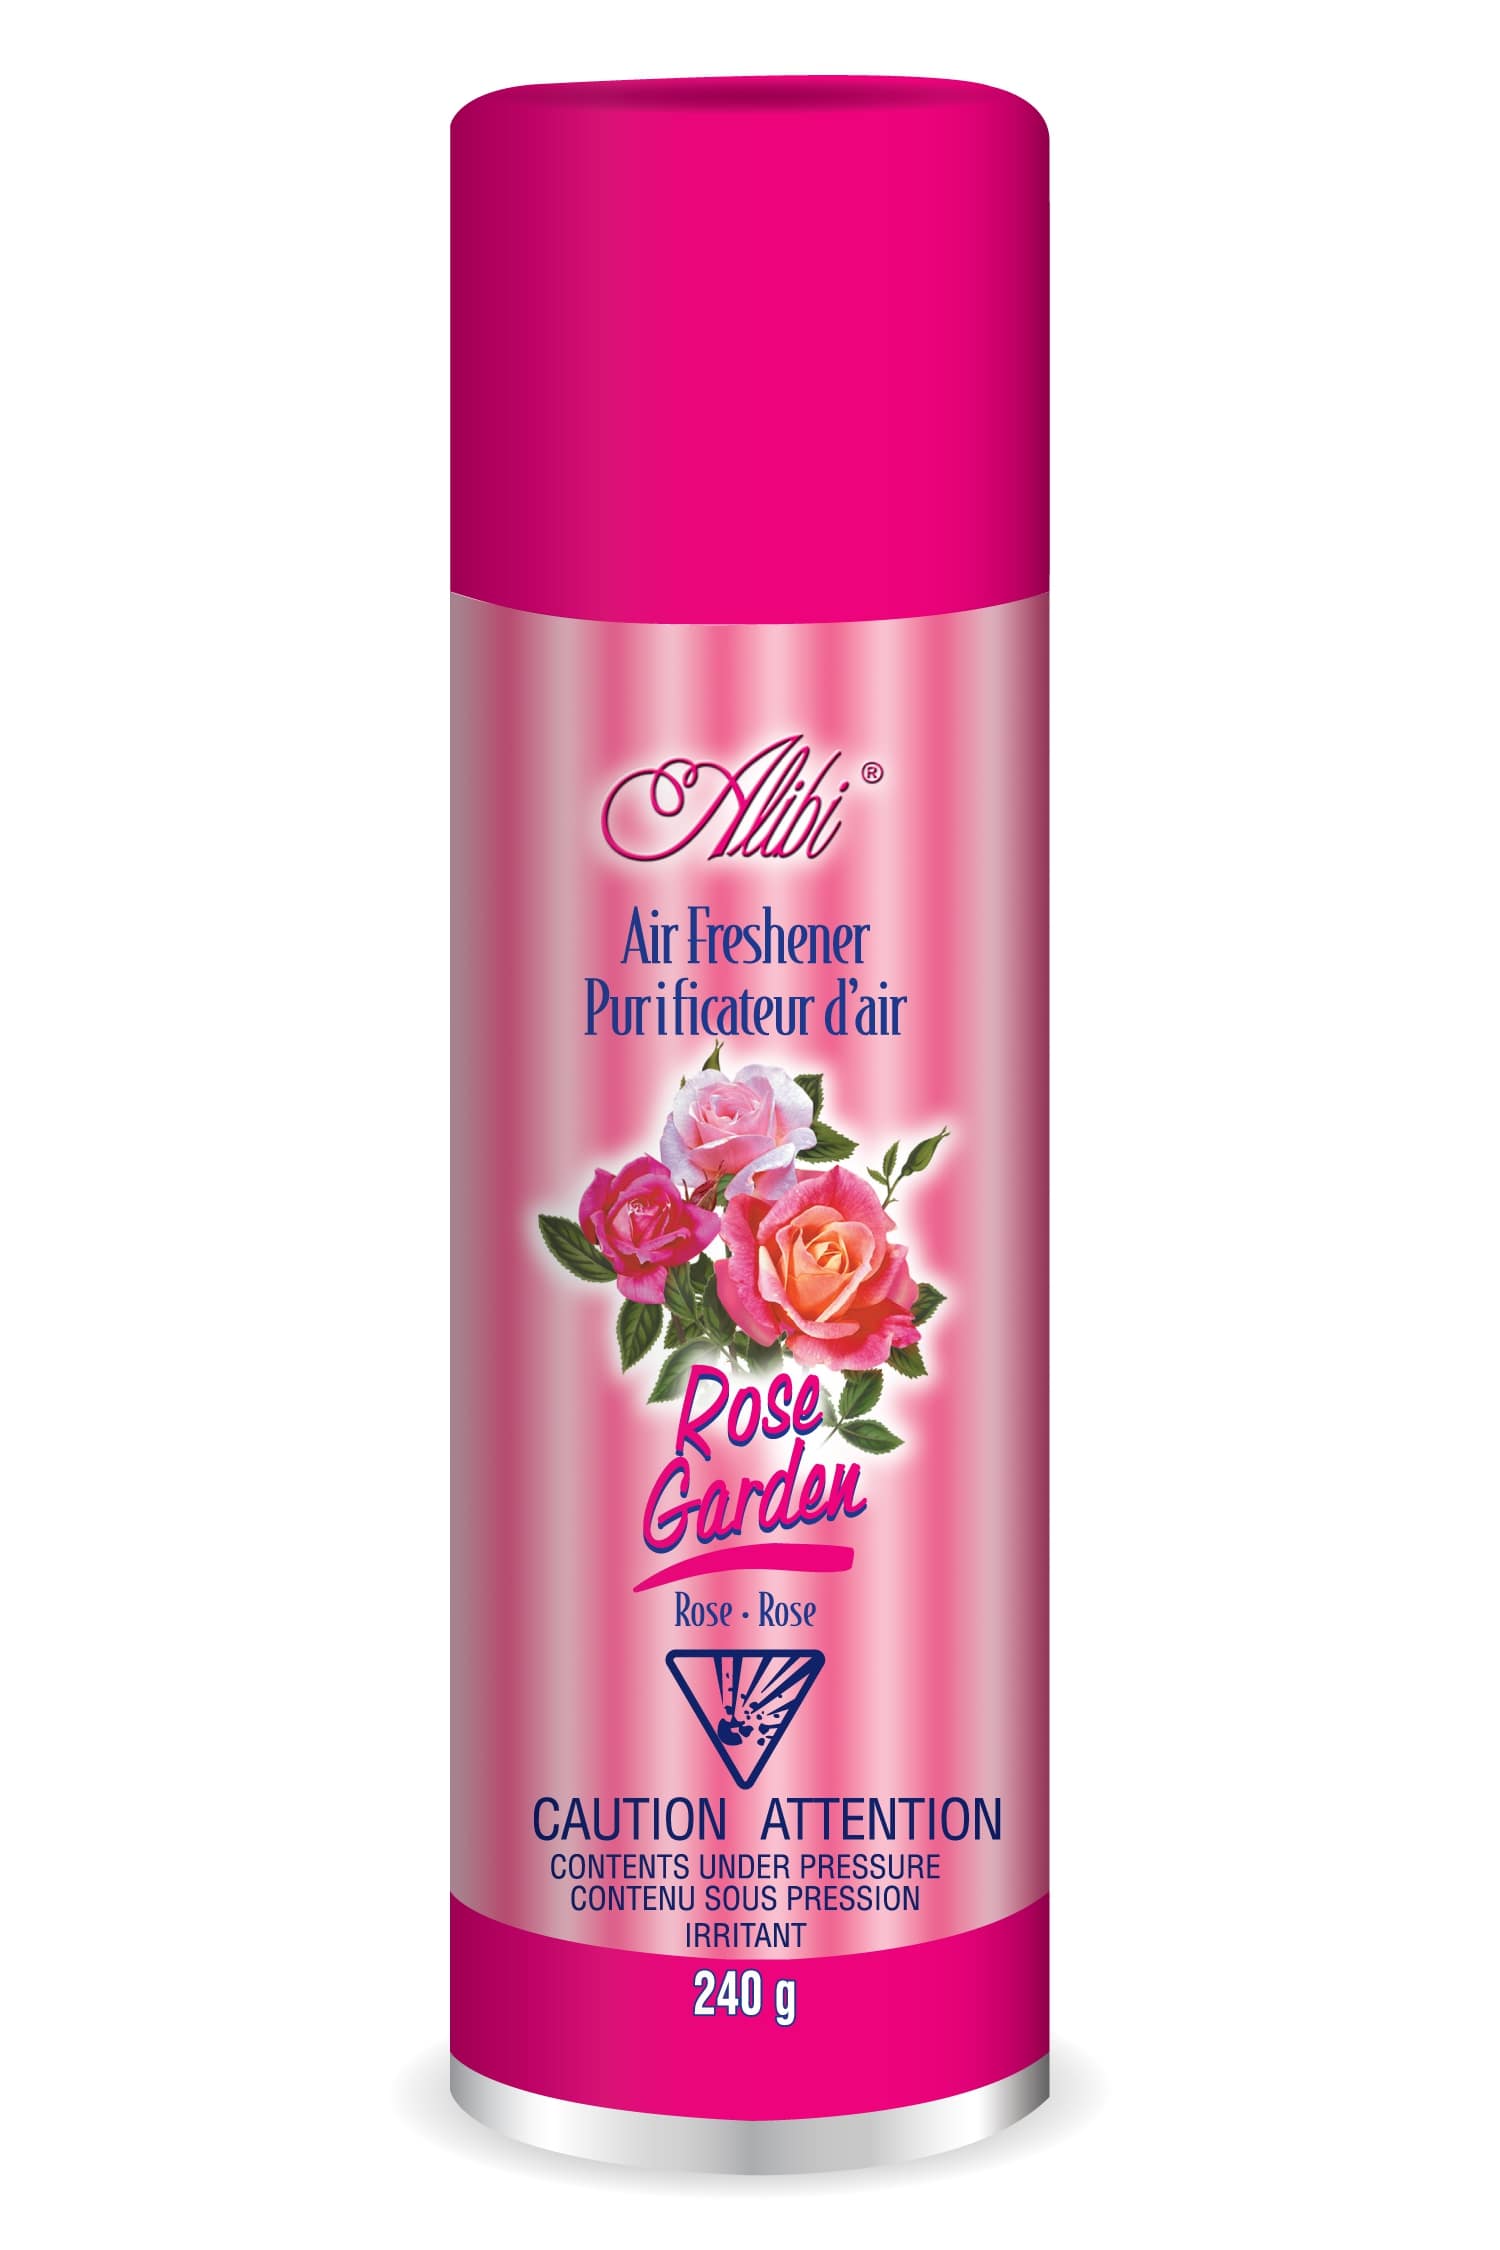 Alibi®
Air Freshener
Purificateur d'air
Rose
Garden
Rose • Rose
CAUTION ATTENTION
CONTENTS UNDER PRESSURE
CONTENU SOUS PRESSION
IRRITANT
240 g